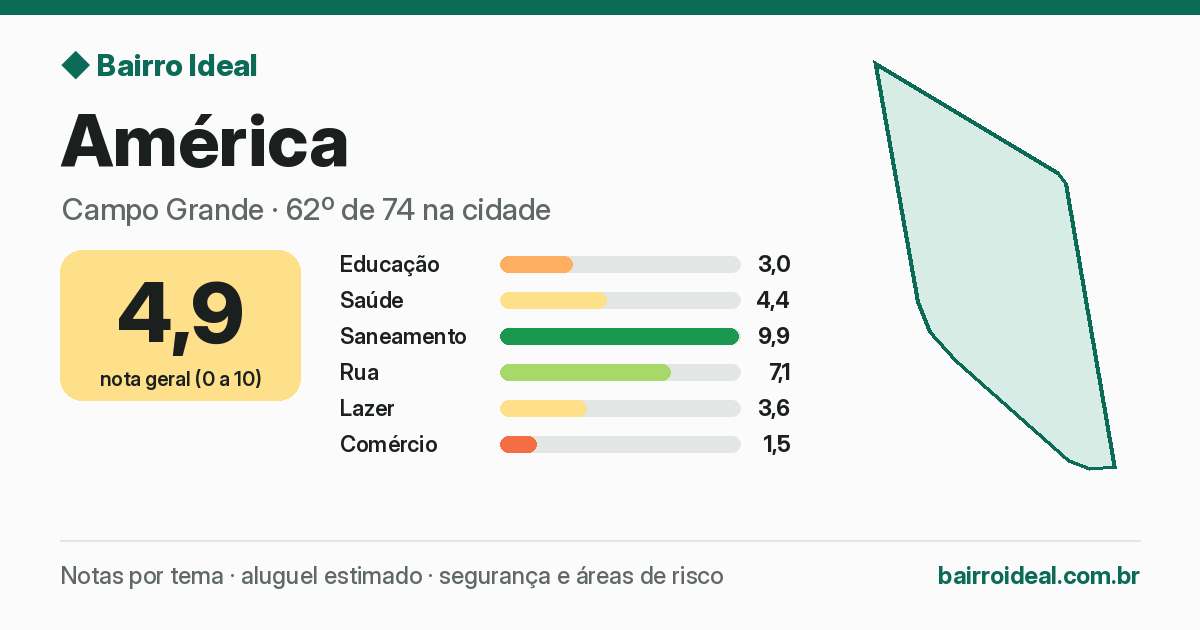 Bairro Ideal
América
Campo Grande · 62º de 74 na cidade
4,9
nota geral (0 a 10)
Educação 3,0
Saúde 4,4
Saneamento 9,9
Rua 7,1
Lazer 3,6
Comércio 1,5
Notas por tema · aluguel estimado · segurança e áreas de risco
bairroideal.com.br